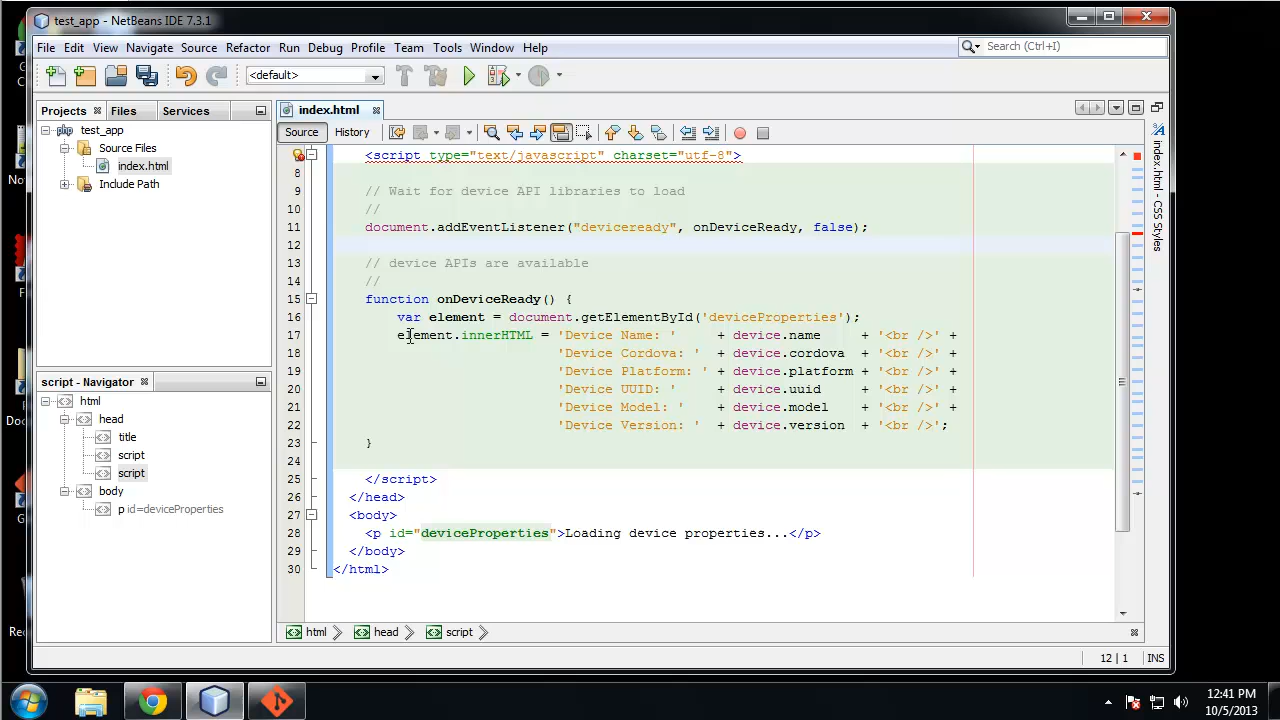 test_app - NetBeans IDE 7.3.1
File Edit View Navigate Source Refactor Run Debug Profile Team Tools Window Help
Search (Ctrl+I)
<default>
Projects Files Services
test_app
Source Files
index.html
Include Path
script - Navigator
html
head
title
script
script
body
p id=deviceProperties
index.html
Source History
<script type="text/javascript" charset="utf-8">
8
9 // Wait for device API libraries to load
10 //
11 document.addEventListener("deviceready", onDeviceReady, false);
12
13 // device APIs are available
14 //
15 function onDeviceReady() {
16 var element = document.getElementById('deviceProperties');
17 element.innerHTML = 'Device Name: ' + device.name + '<br />' +
18 'Device Cordova: ' + device.cordova + '<br />' +
19 'Device Platform: ' + device.platform + '<br />' +
20 'Device UUID: ' + device.uuid + '<br />' +
21 'Device Model: ' + device.model + '<br />' +
22 'Device Version: ' + device.version + '<br />';
23 }
24
25 </script>
26 </head>
27 <body>
28 <p id="deviceProperties">Loading device properties...</p>
29 </body>
30 </html>
html head script
12 | 1 INS
index.html - CSS Styles
12:41 PM
10/5/2013